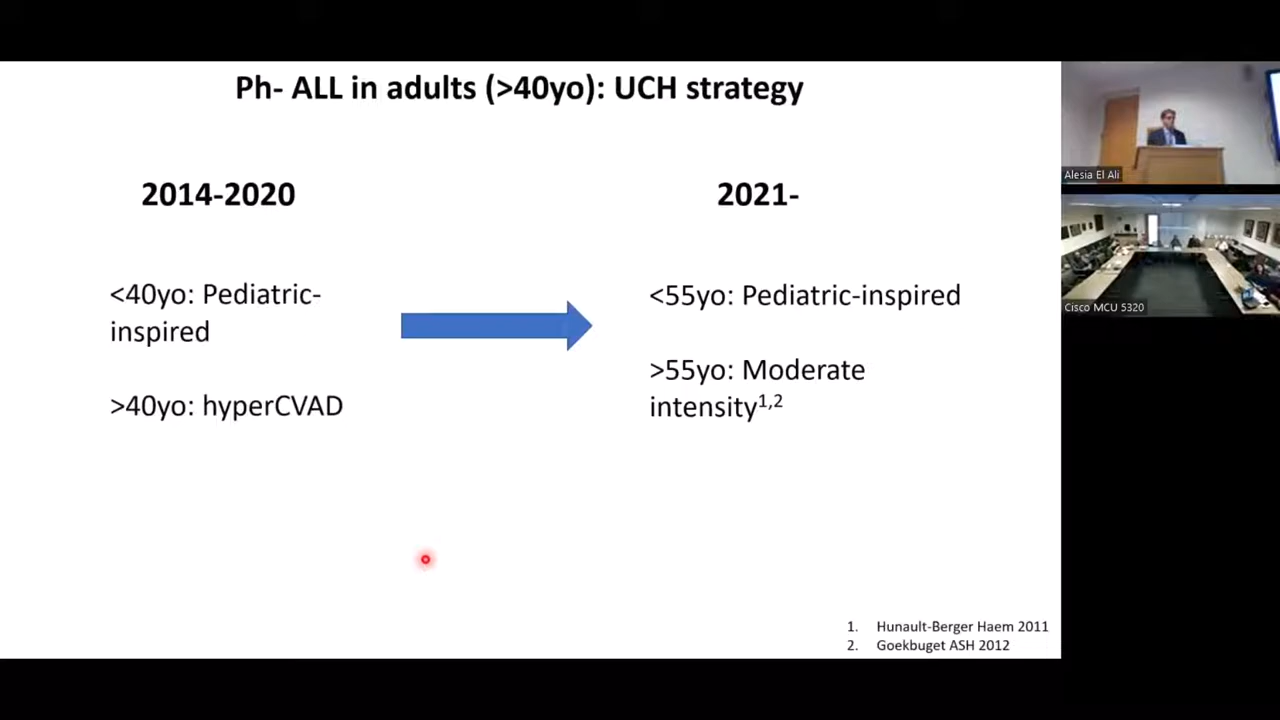 Ph- ALL in adults (>40yo): UCH strategy
2014-2020
<40yo: Pediatric-
inspired
>40yo: hyperCVAD
2021-
<55yo: Pediatric-inspired
>55yo: Moderate
intensity1,2
1. Hunault-Berger Haem 2011
2. Goekbuget ASH 2012
Alesia El Ali
Cisco MCU 5320